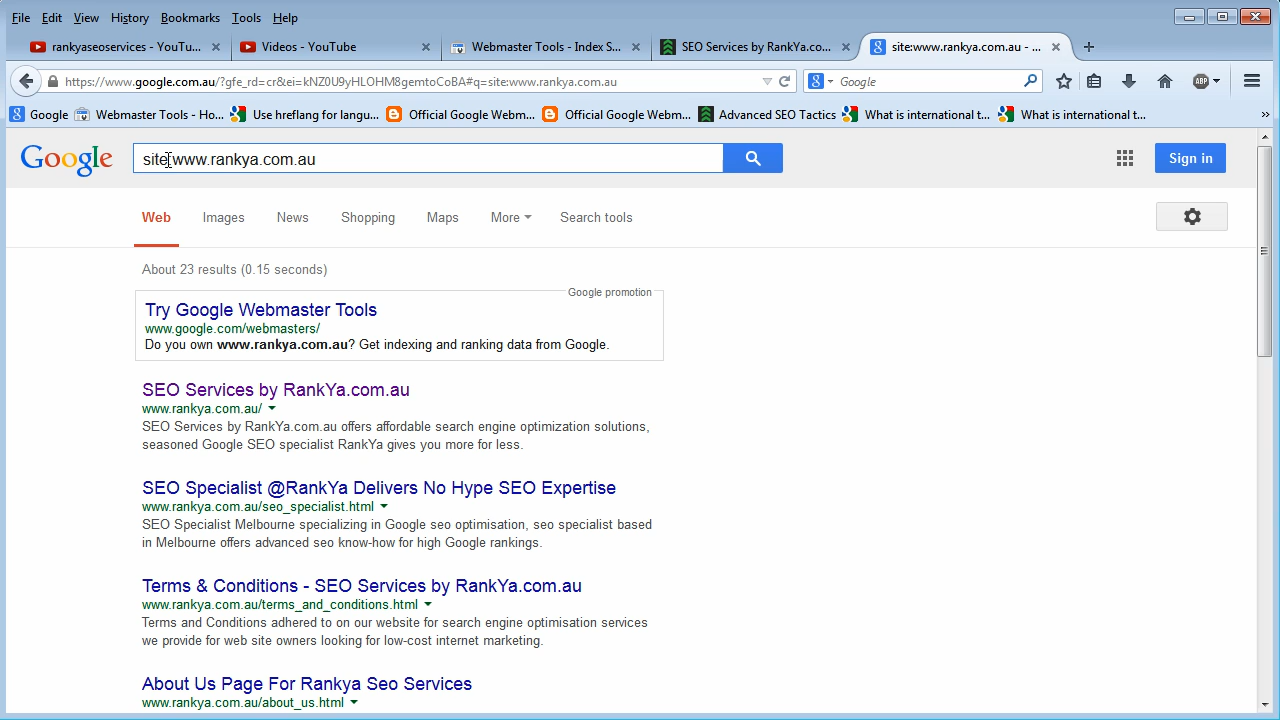 File Edit View History Bookmarks Tools Help
rankyaseoservices - YouTu...
Videos - YouTube
Webmaster Tools - Index S...
SEO Services by RankYa.co...
site:www.rankya.com.au - ...
https://www.google.com.au/?gfe_rd=cr&ei=kNZ0U9yHLOHM8gemtoCoBA#q=site:www.rankya.com.au
Google
ABP
Google
Webmaster Tools - Ho...
Use hreflang for langu...
Official Google Webm...
Official Google Webm...
Advanced SEO Tactics
What is international t...
What is international t...
»
Google
site:www.rankya.com.au
Sign in
Web Images News Shopping Maps More Search tools
About 23 results (0.15 seconds)
Google promotion
Try Google Webmaster Tools
www.google.com/webmasters/
Do you own www.rankya.com.au? Get indexing and ranking data from Google.
SEO Services by RankYa.com.au
www.rankya.com.au/
SEO Services by RankYa.com.au offers affordable search engine optimization solutions,
seasoned Google SEO specialist RankYa gives you more for less.
SEO Specialist @RankYa Delivers No Hype SEO Expertise
www.rankya.com.au/seo_specialist.html
SEO Specialist Melbourne specializing in Google seo optimisation, seo specialist based
in Melbourne offers advanced seo know-how for high Google rankings.
Terms & Conditions - SEO Services by RankYa.com.au
www.rankya.com.au/terms_and_conditions.html
Terms and Conditions adhered to on our website for search engine optimisation services
we provide for web site owners looking for low-cost internet marketing.
About Us Page For Rankya Seo Services
www.rankya.com.au/about_us.html